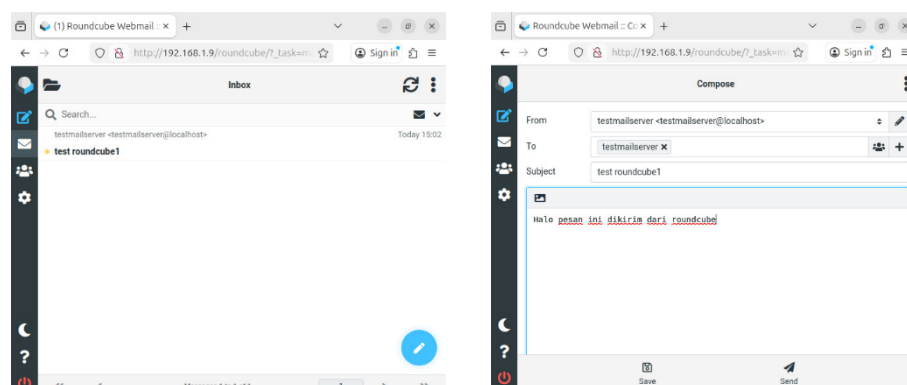 (1) Roundcube Webmail ::
http://192.168.1.9/roundcube/?_task=m
Sign in
Inbox
Search...
testmailserver <testmailserver@localhost>
Today 15:02
test roundcube1
Roundcube Webmail :: Co
http://192.168.1.9/roundcube/?_task=m
Sign in
Compose
From
testmailserver <testmailserver@localhost>
To
testmailserver
Subject
test roundcube1
Halo pesan ini dikirim dari roundcube
Save
Send